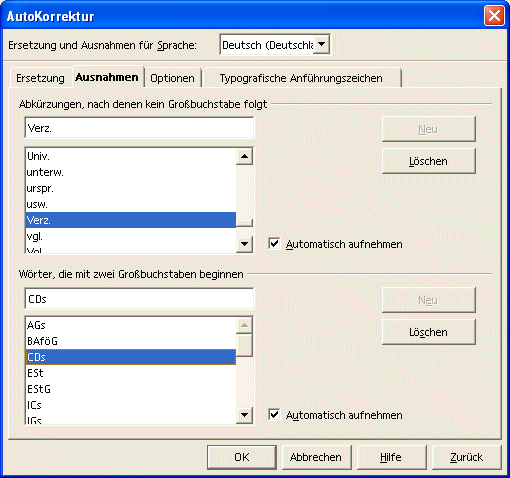 AutoKorrektur
Ersetzung und Ausnahmen für Sprache: Deutsch (Deutschla
Ersetzung Ausnahmen Optionen Typografische Anführungszeichen
Abkürzungen, nach denen kein Großbuchstabe folgt
Verz. Neu
Univ. Löschen
unterw.
urspr.
usw.
Verz.
vgl. Automatisch aufnehmen
Vol.
Wörter, die mit zwei Großbuchstaben beginnen
CDs Neu
AGs Löschen
BAföG
CDs
ESt
EStG
ICs Automatisch aufnehmen
IGs
OK Abbrechen Hilfe Zurück